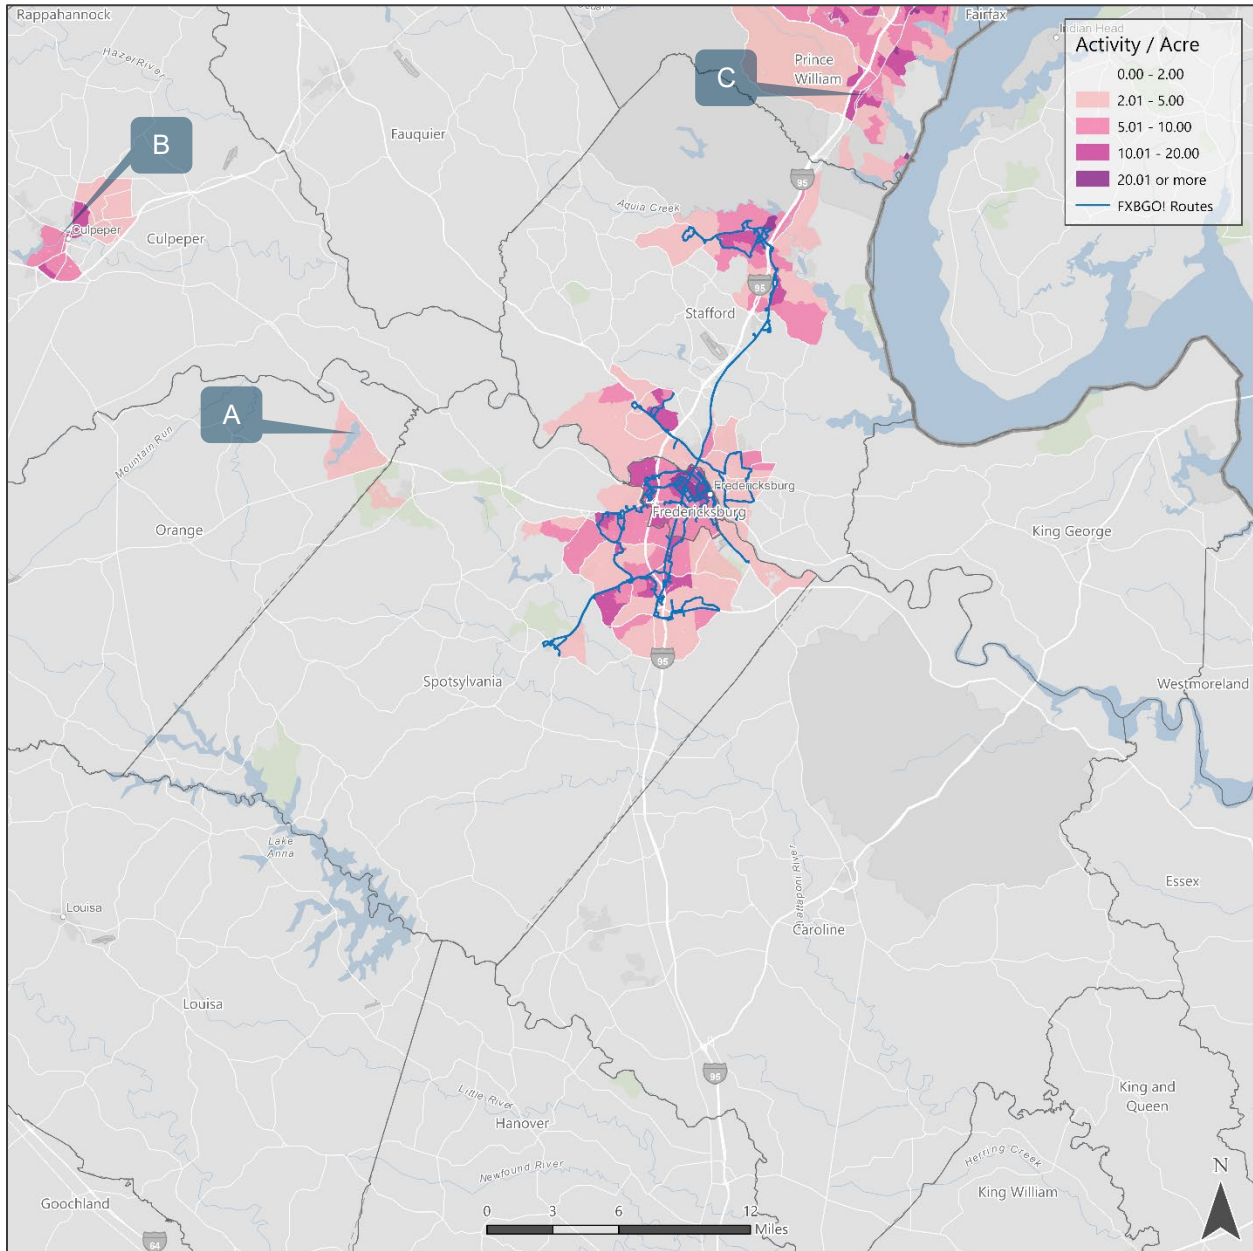 Rappahannock
Fairfax
Indian Head
Activity / Acre
0.00 - 2.00
2.01 - 5.00
5.01 - 10.00
10.01 - 20.00
20.01 or more
FXBGO! Routes
Hazel River
Prince
William
C
Fauquier
B
95
Aquia Creek
Culpeper
Culpeper
95
Stafford
A
Mountain Run
Fredericksburg
Fredericksburg
Orange
King George
95
Spotsylvania
Westmoreland
Lake
Anna
Mattaponi River
Essex
Louisa
Caroline
Louisa
95
King and
Queen
Little River
Hanover
Herring Creek
Newfound River
N
King William
Goochland
0 3 6 12
Miles
64